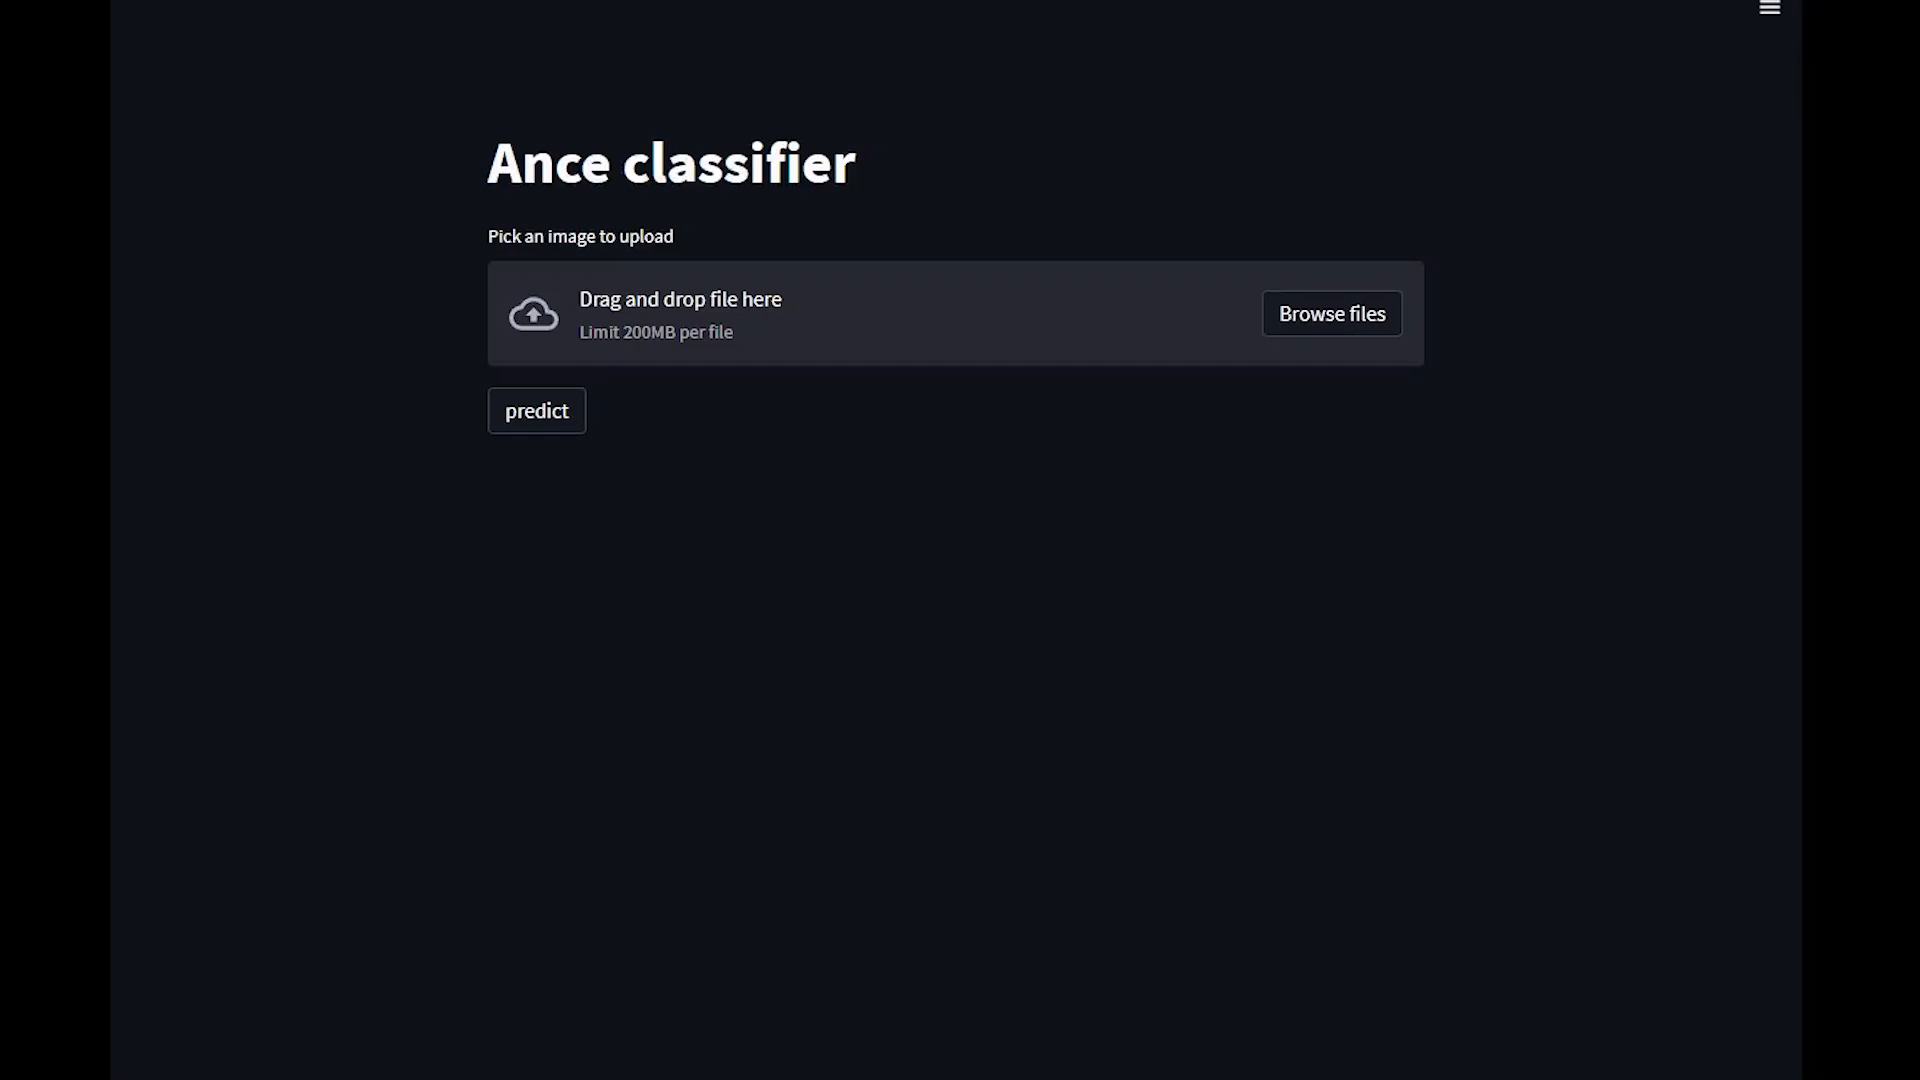 Ance classifier
Pick an image to upload
Drag and drop file here
Limit 200MB per file
Browse files
predict